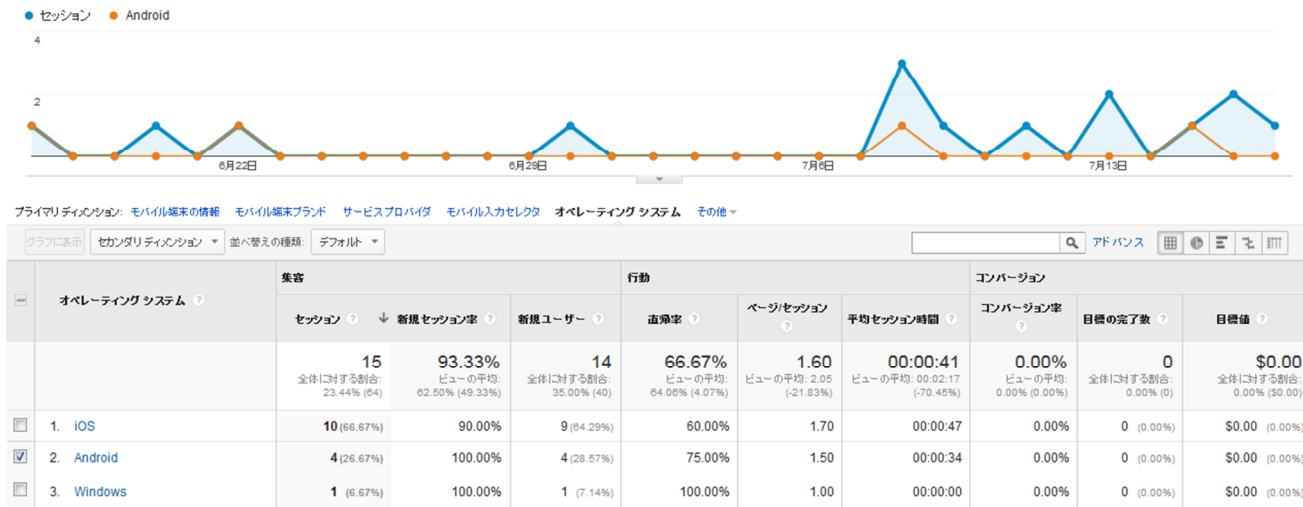 セッション Android
4
2
6月22日 6月29日 7月6日 7月13日
プライマリ ディメンション: モバイル端末の情報 モバイル端末ブランド サービスプロバイダ モバイル入力セレクタ オペレーティング システム その他
グラフに表示 セカンダリ ディメンション 並べ替えの種類: デフォルト アドバンス
集客 行動 コンバージョン
オペレーティング システム ?
セッション ? ↓ 新規セッション率 ? 新規ユーザー ? 直帰率 ? ページ/セッション ? 平均セッション時間 ? コンバージョン率 ? 目標の完了数 ? 目標値 ?
15 93.33% 14 66.67% 1.60 00:00:41 0.00% 0 $0.00
全体に対する割合: ビューの平均: 全体に対する割合: ビューの平均: ビューの平均: 2.05 ビューの平均: 00:02:17 ビューの平均: 全体に対する割合: 全体に対する割合:
23.44% (64) 62.50% (49.33%) 35.00% (40) 64.06% (4.07%) (-21.83%) (-70.45%) 0.00% (0.00%) 0.00% (0) 0.00% ($0.00)
1. iOS 10 (66.67%) 90.00% 9 (64.29%) 60.00% 1.70 00:00:47 0.00% 0 (0.00%) $0.00 (0.00%)
2. Android 4 (26.67%) 100.00% 4 (28.57%) 75.00% 1.50 00:00:34 0.00% 0 (0.00%) $0.00 (0.00%)
3. Windows 1 (6.67%) 100.00% 1 (7.14%) 100.00% 1.00 00:00:00 0.00% 0 (0.00%) $0.00 (0.00%)